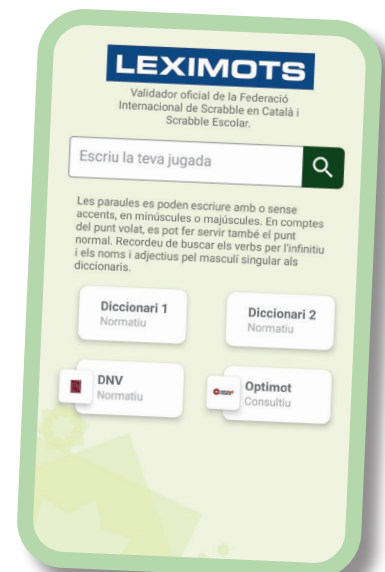 LEXIMOTS
Validador oficial de la Federació
Internacional de Scrabble en Català i
Scrabble Escolar.
Escriu la teva jugada
Les paraules es poden escriure amb o sense
accents, en minúscules o majúscules. En comptes
del punt volat, es pot fer servir també el punt
normal. Recordeu de buscar els verbs per l'infinitiu
i els noms i adjectius pel masculí singular als
diccionaris.
Diccionari 1
Normatiu
Diccionari 2
Normatiu
DNV
Normatiu
Optimot
Consultiu